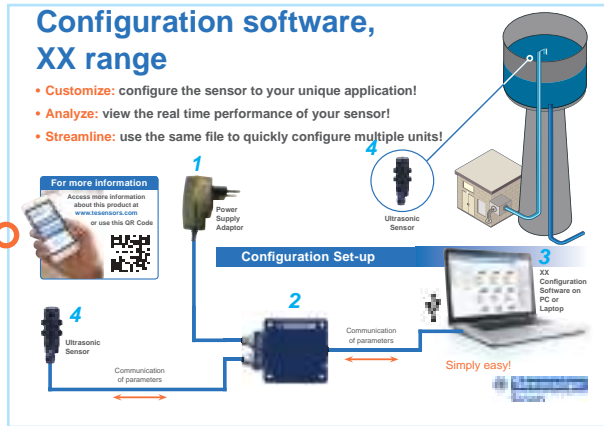 Configuration software,
XX range
• Customize: configure the sensor to your unique application!
• Analyze: view the real time performance of your sensor!
• Streamline: use the same file to quickly configure multiple units!
For more information
Access more information
about this product at
www.tesensors.com
or use this QR Code
1
Power
Supply
Adaptor
4
Ultrasonic
Sensor
Configuration Set-up
3
XX
Configuration
Software on
PC or
Laptop
2
4
Ultrasonic
Sensor
Communication
of parameters
Communication
of parameters
Simply easy!
Sensors